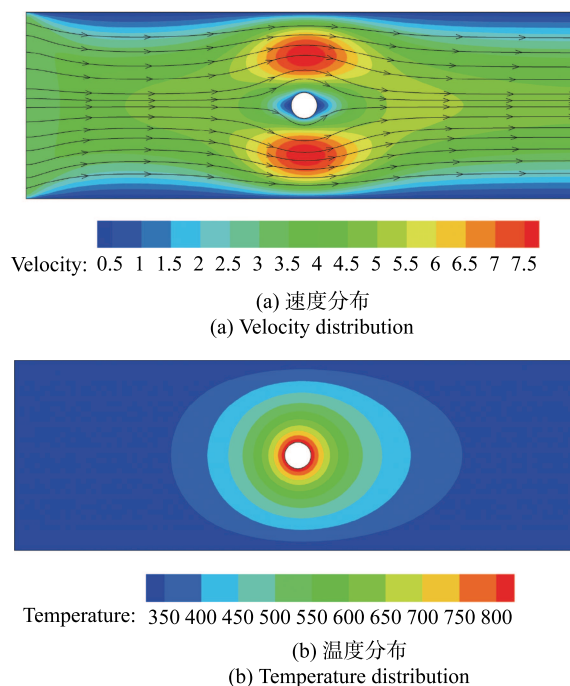 Velocity: 0.5 1 1.5 2 2.5 3 3.5 4 4.5 5 5.5 6 6.5 7 7.5
(a) 速度分布
(a) Velocity distribution
Temperature: 350 400 450 500 550 600 650 700 750 800
(b) 温度分布
(b) Temperature distribution